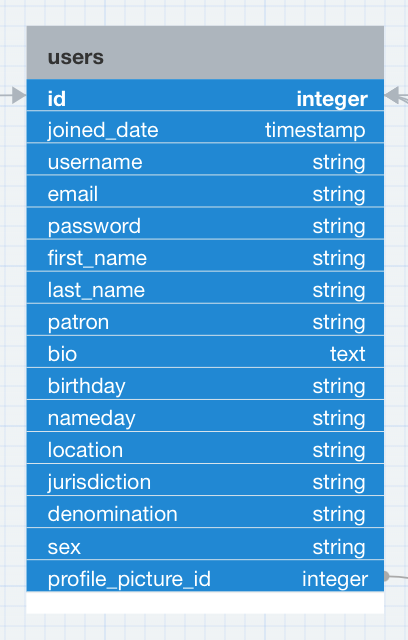 users
id integer
joined_date timestamp
username string
email string
password string
first_name string
last_name string
patron string
bio text
birthday string
nameday string
location string
jurisdiction string
denomination string
sex string
profile_picture_id integer